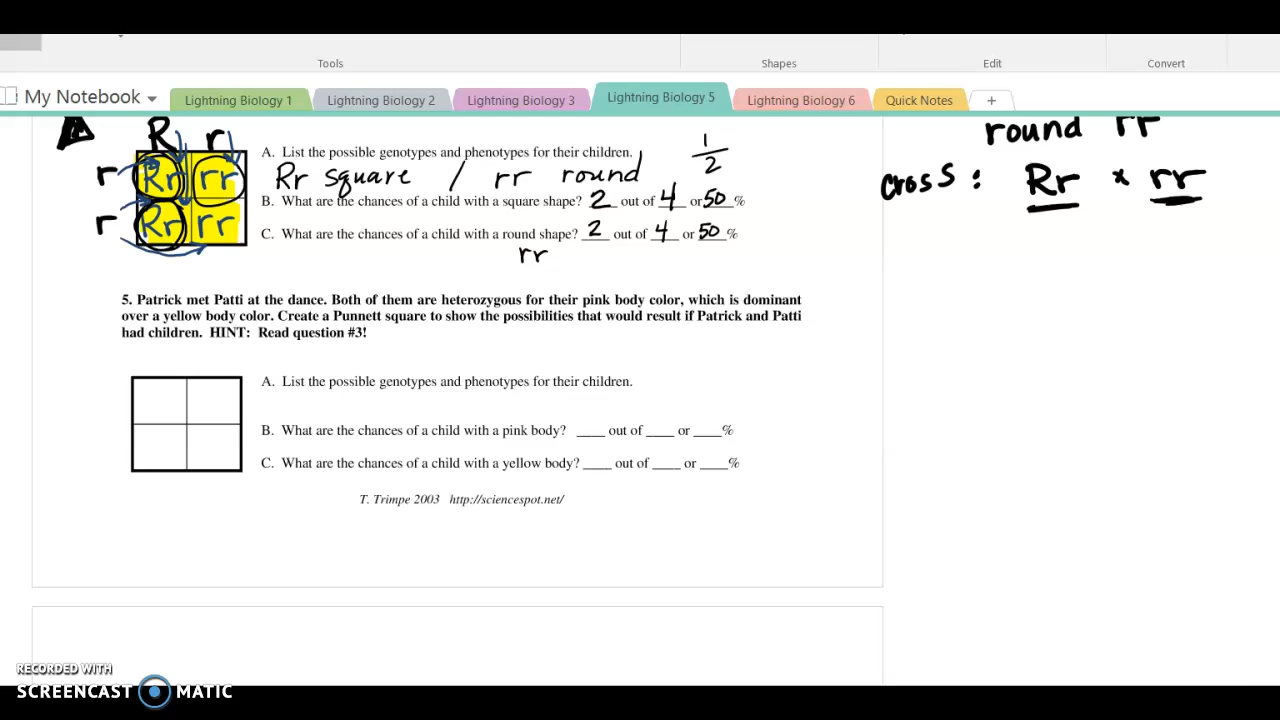 Tools Shapes Edit Convert
My Notebook Lightning Biology 1 Lightning Biology 2 Lightning Biology 3 Lightning Biology 5 Lightning Biology 6 Quick Notes +
round rr
R r
A. List the possible genotypes and phenotypes for their children. 1/2
r Rr rr Rr square / rr round cross: Rr x rr
B. What are the chances of a child with a square shape? 2 out of 4 or 50 %
r Rr rr
C. What are the chances of a child with a round shape? 2 out of 4 or 50 %
rr
5. Patrick met Patti at the dance. Both of them are heterozygous for their pink body color, which is dominant
over a yellow body color. Create a Punnett square to show the possibilities that would result if Patrick and Patti
had children. HINT: Read question #3!
A. List the possible genotypes and phenotypes for their children.
B. What are the chances of a child with a pink body? ____ out of ____ or ____%
C. What are the chances of a child with a yellow body? ____ out of ____ or ____%
T. Trimpe 2003 http://sciencespot.net/
RECORDED WITH
SCREENCAST MATIC